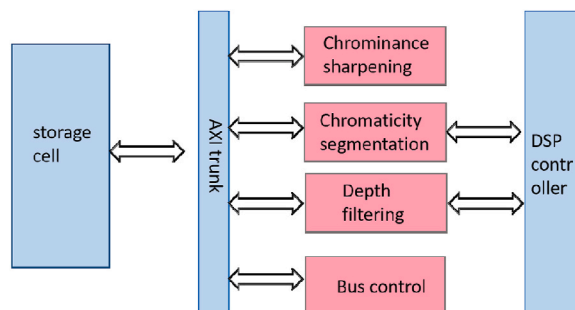 storage
cell
AXI trunk
Chrominance
sharpening
Chromaticity
segmentation
Depth
filtering
Bus control
DSP contr
oller